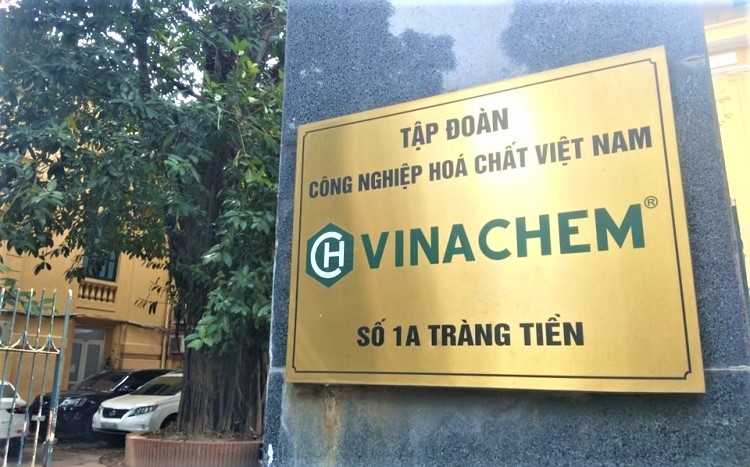 TẬP ĐOÀN
CÔNG NGHIỆP HOÁ CHẤT VIỆT NAM
CH VINACHEM®
SỐ 1A TRÀNG TIỀN